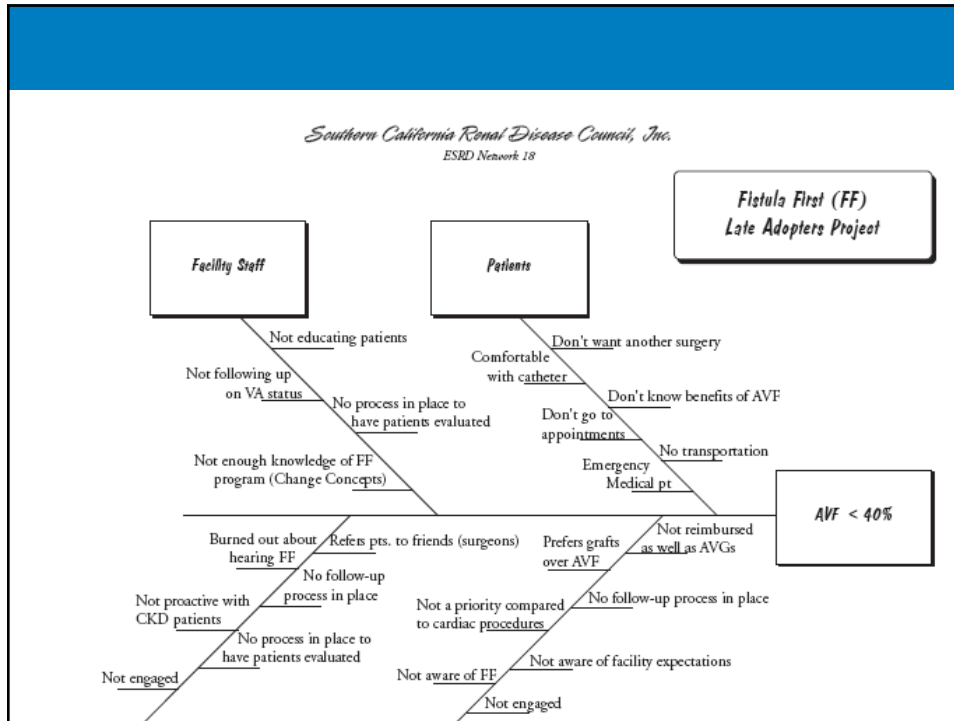 Southern California Renal Disease Council, Inc.
ESRD Network 18
Fistula First (FF)
Late Adopters Project
Facility Staff
Patients
Not educating patients
Not following up
on VA status
No process in place to
have patients evaluated
Not enough knowledge of FF
program (Change Concepts)
Don't want another surgery
Comfortable
with catheter
Don't know benefits of AVF
Don't go to
appointments
No transportation
Emergency
Medical pt
AVF < 40%
Burned out about
hearing FF
Refers pts. to friends (surgeons)
No follow-up
process in place
Not proactive with
CKD patients
No process in place to
have patients evaluated
Not engaged
Not reimbursed
as well as AVGs
Prefers grafts
over AVF
No follow-up process in place
Not a priority compared
to cardiac procedures
Not aware of facility expectations
Not aware of FF
Not engaged